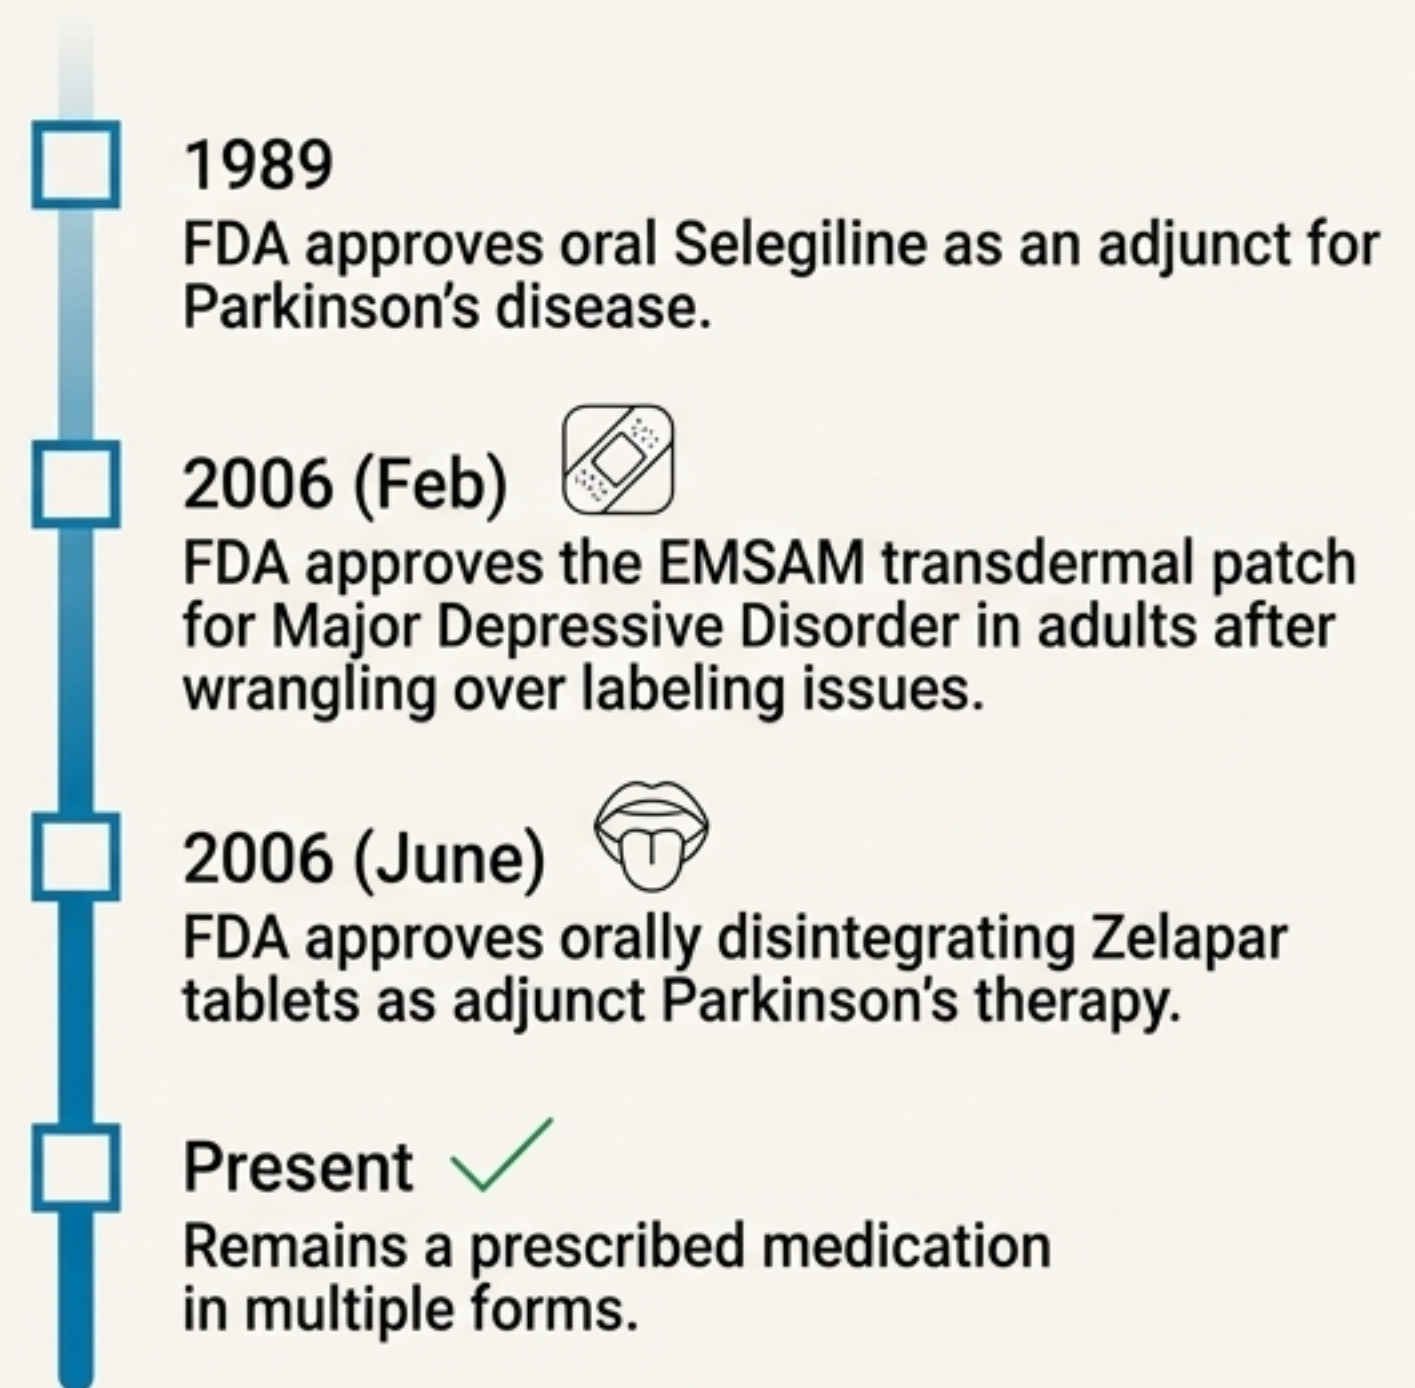 1989
FDA approves oral Selegiline as an adjunct for
Parkinson's disease.
2006 (Feb)
FDA approves the EMSAM transdermal patch
for Major Depressive Disorder in adults after
wrangling over labeling issues.
2006 (June)
FDA approves orally disintegrating Zelapar
tablets as adjunct Parkinson's therapy.
Present
Remains a prescribed medication
in multiple forms.